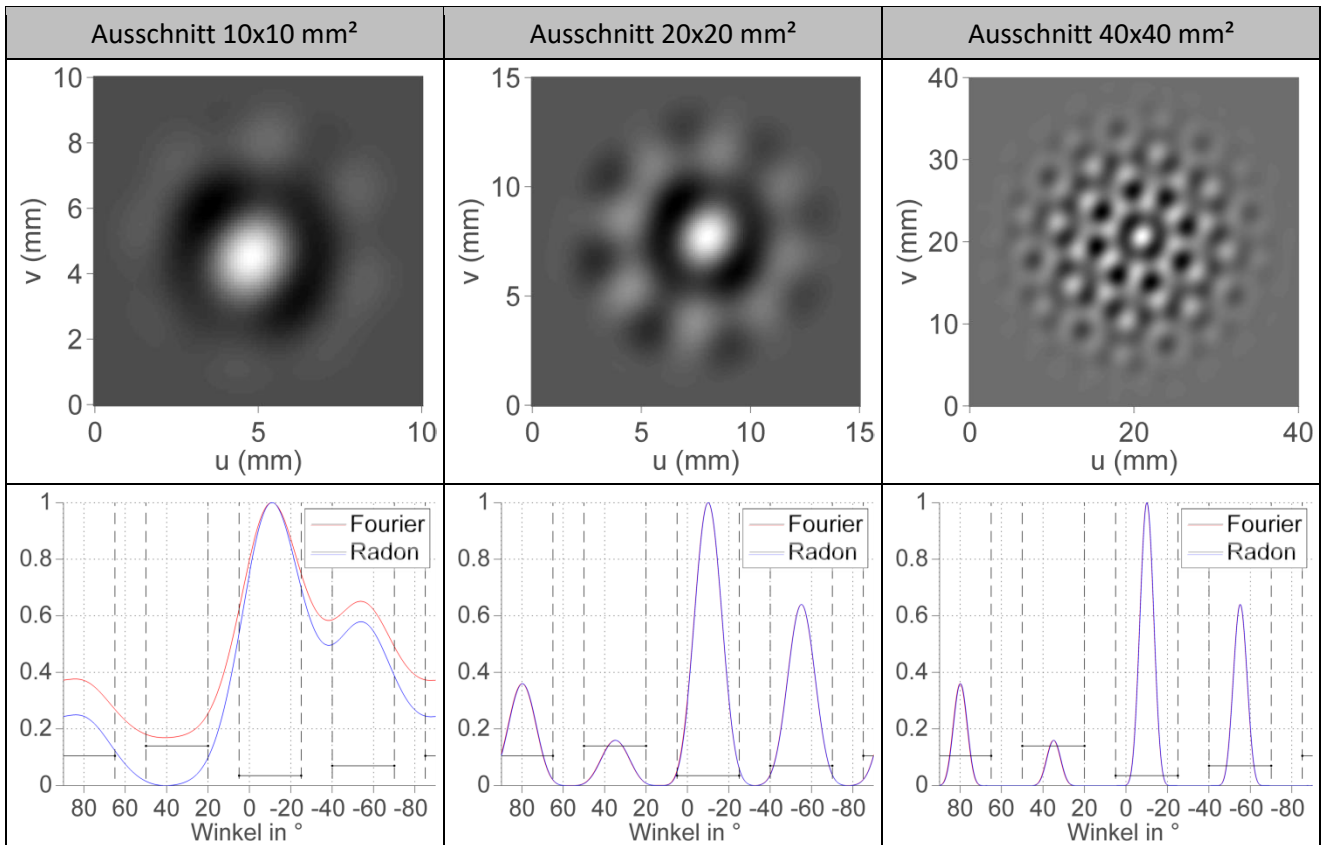 Ausschnitt 10x10 mm²
Ausschnitt 20x20 mm²
Ausschnitt 40x40 mm²
10
8
6
4
2
0
v (mm)
0 5 10
u (mm)
15
10
5
0
v (mm)
0 5 10 15
u (mm)
40
30
20
10
0
v (mm)
0 20 40
u (mm)
1
0.8
0.6
0.4
0.2
0
Fourier
Radon
80 60 40 20 0 -20 -40 -60 -80
Winkel in °
1
0.8
0.6
0.4
0.2
0
Fourier
Radon
80 60 40 20 0 -20 -40 -60 -80
Winkel in °
1
0.8
0.6
0.4
0.2
0
Fourier
Radon
80 60 40 20 0 -20 -40 -60 -80
Winkel in °